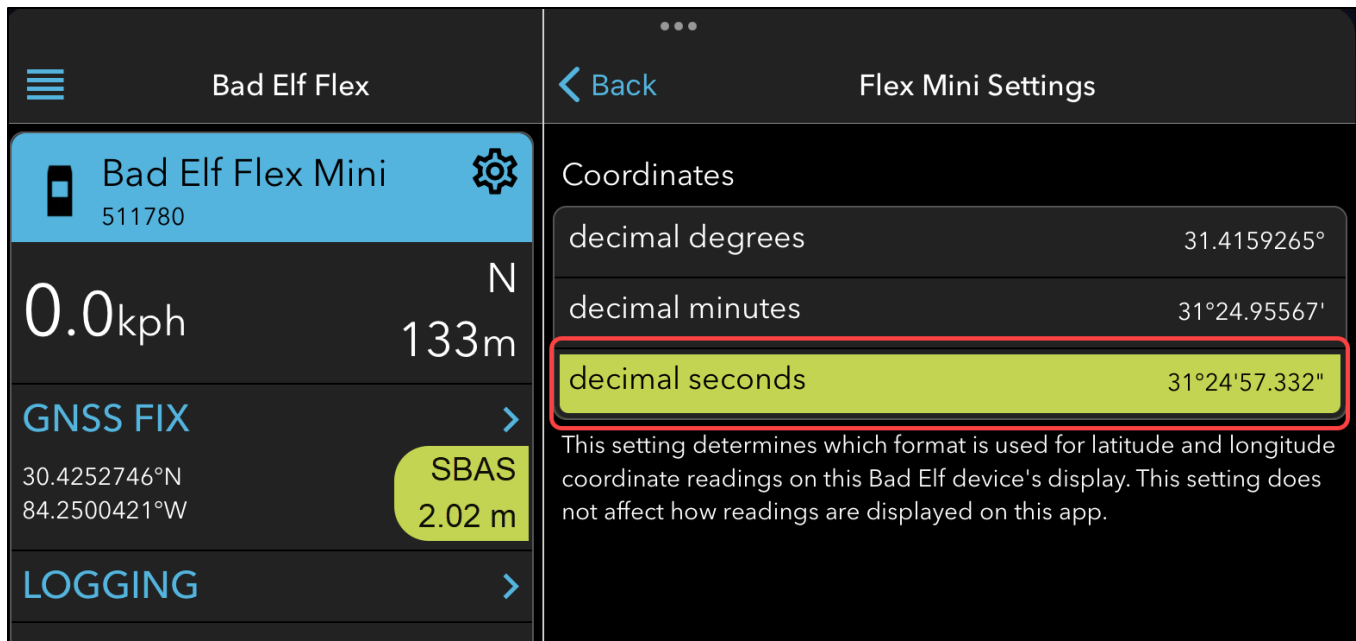 Bad Elf Flex
Bad Elf Flex Mini
511780
0.0kph
N
133m
GNSS FIX
30.4252746°N
84.2500421°W
SBAS
2.02 m
LOGGING
Back
Flex Mini Settings
Coordinates
decimal degrees 31.4159265°
decimal minutes 31°24.95567'
decimal seconds 31°24'57.332"
This setting determines which format is used for latitude and longitude
coordinate readings on this Bad Elf device's display. This setting does
not affect how readings are displayed on this app.